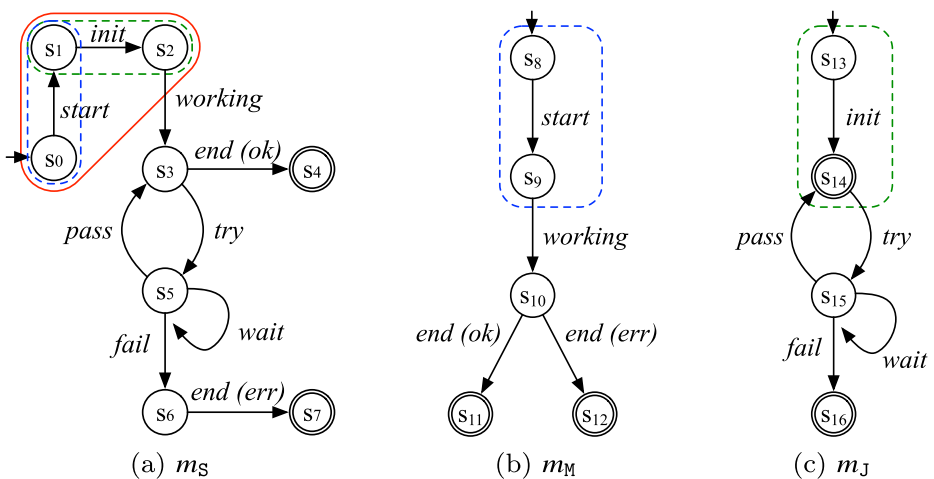 s1 init s2
start working
s0
s3 end (ok) s4
pass try
s5
fail wait
s6 end (err) s7
(a) mS
s8
start
s9
working
s10
end (ok) end (err)
s11 s12
(b) mM
s13
init
s14
pass try
s15
fail wait
s16
(c) mJ